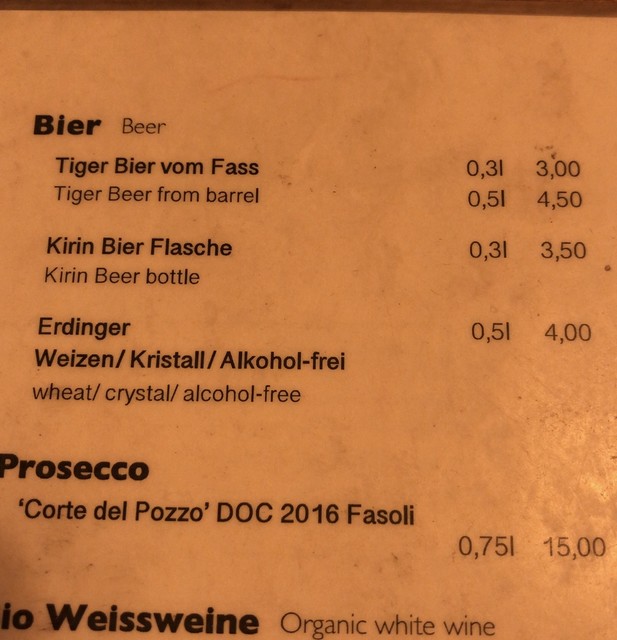 Bier Beer
Tiger Bier vom Fass 0,3l 3,00
Tiger Beer from barrel 0,5l 4,50
Kirin Bier Flasche 0,3l 3,50
Kirin Beer bottle
Erdinger 0,5l 4,00
Weizen/ Kristall/ Alkohol-frei
wheat/ crystal/ alcohol-free
Prosecco
‘Corte del Pozzo’ DOC 2016 Fasoli
0,75l 15,00
io Weissweine Organic white wine